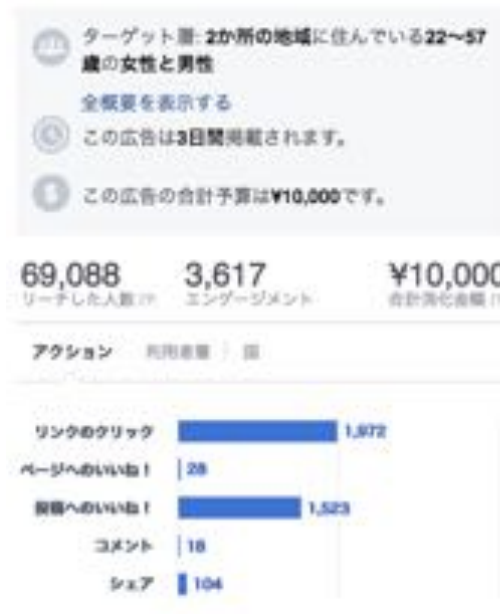 ターゲット層: 2か所の地域に住んでいる22〜57
歳の女性と男性
全概要を表示する
この広告は3日間掲載されます。
この広告の合計予算は¥10,000です。
69,088 3,617 ¥10,000
リーチした人数 エンゲージメント 合計消化金額
アクション 利用者層 国
リンクのクリック 1,972
ページへのいいね! 28
投稿へのいいね! 1,523
コメント 18
シェア 104